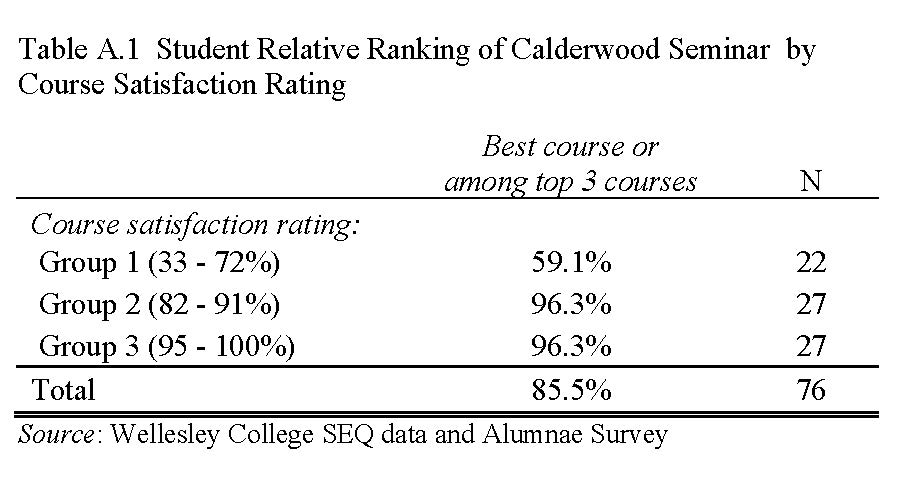 Table A.1 Student Relative Ranking of Calderwood Seminar by
Course Satisfaction Rating
Best course or
among top 3 courses N
Course satisfaction rating:
Group 1 (33 - 72%) 59.1% 22
Group 2 (82 - 91%) 96.3% 27
Group 3 (95 - 100%) 96.3% 27
Total 85.5% 76
Source: Wellesley College SEQ data and Alumnae Survey